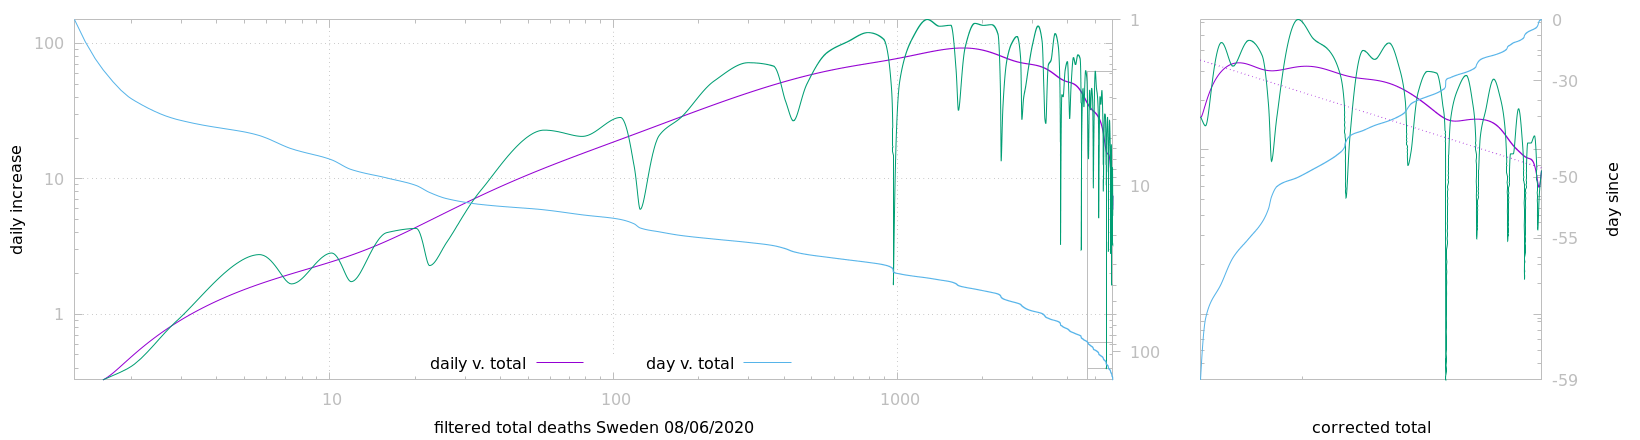 100
10
1
daily increase
10
100
1000
1
10
100
daily v. total
day v. total
filtered total deaths Sweden 08/06/2020
0
-30
-50
-55
-59
day since
corrected total